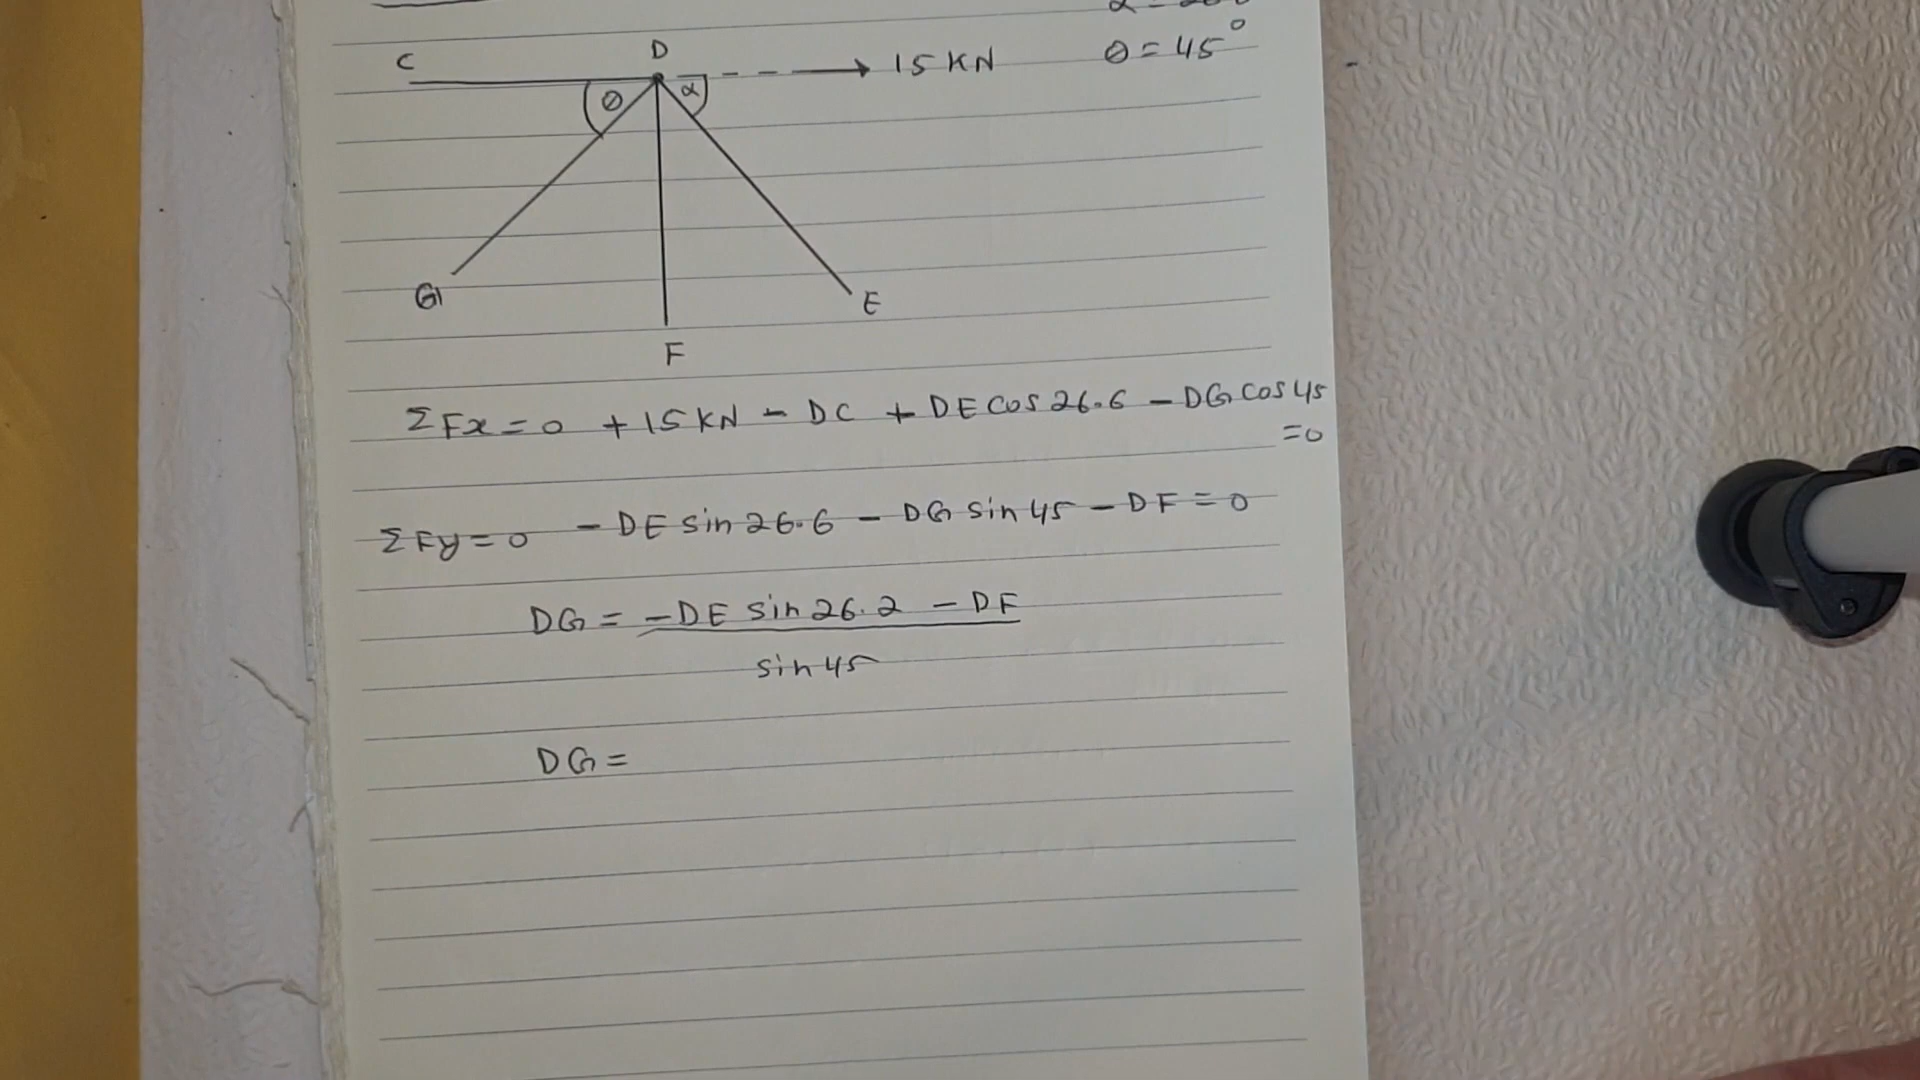 θ = 45°
C D 15 KN
θ α
G E
F
ΣFx = 0 + 15 KN - DC + DE cos 26.6 - DG cos 45
= 0
ΣFy = 0 - DE sin 26.6 - DG sin 45 - DF = 0
DG = -DE sin 26.2 - DF
sin 45
DG =